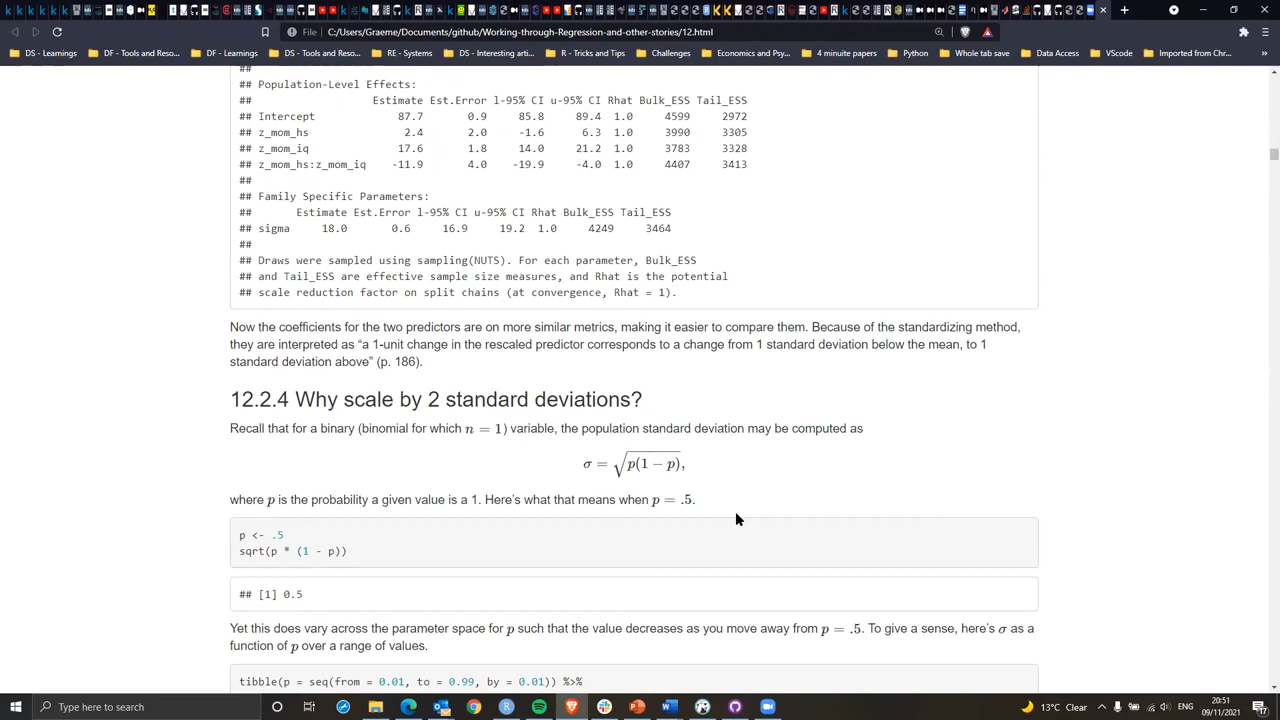 File | C:/Users/Graeme/Documents/github/Working-through-Regression-and-other-stories/12.html
DS - Learnings DF - Tools and Reso... DF - Learnings DS - Tools and Reso... RE - Systems DS - Interesting arti... R - Tricks and Tips Challenges Economics and Psy... 4 minuite papers Python Whole tab save Data Access VScode Imported from Chr...
##
## Population-Level Effects:
## Estimate Est.Error l-95% CI u-95% CI Rhat Bulk_ESS Tail_ESS
## Intercept 87.7 0.9 85.8 89.4 1.0 4599 2972
## z_mom_hs 2.4 2.0 -1.6 6.3 1.0 3990 3305
## z_mom_iq 17.6 1.8 14.0 21.2 1.0 3783 3328
## z_mom_hs:z_mom_iq -11.9 4.0 -19.9 -4.0 1.0 4407 3413
##
## Family Specific Parameters:
## Estimate Est.Error l-95% CI u-95% CI Rhat Bulk_ESS Tail_ESS
## sigma 18.0 0.6 16.9 19.2 1.0 4249 3464
##
## Draws were sampled using sampling(NUTS). For each parameter, Bulk_ESS
## and Tail_ESS are effective sample size measures, and Rhat is the potential
## scale reduction factor on split chains (at convergence, Rhat = 1).
Now the coefficients for the two predictors are on more similar metrics, making it easier to compare them. Because of the standardizing method,
they are interpreted as “a 1-unit change in the rescaled predictor corresponds to a change from 1 standard deviation below the mean, to 1
standard deviation above” (p. 186).
12.2.4 Why scale by 2 standard deviations?
Recall that for a binary (binomial for which n = 1) variable, the population standard deviation may be computed as
σ = √p(1 − p),
where p is the probability a given value is a 1. Here’s what that means when p = .5.
p <- .5
sqrt(p * (1 - p))
## [1] 0.5
Yet this does vary across the parameter space for p such that the value decreases as you move away from p = .5. To give a sense, here’s σ as a
function of p over a range of values.
tibble(p = seq(from = 0.01, to = 0.99, by = 0.01)) %>%
Type here to search
13°C Clear
20:51
09/11/2021